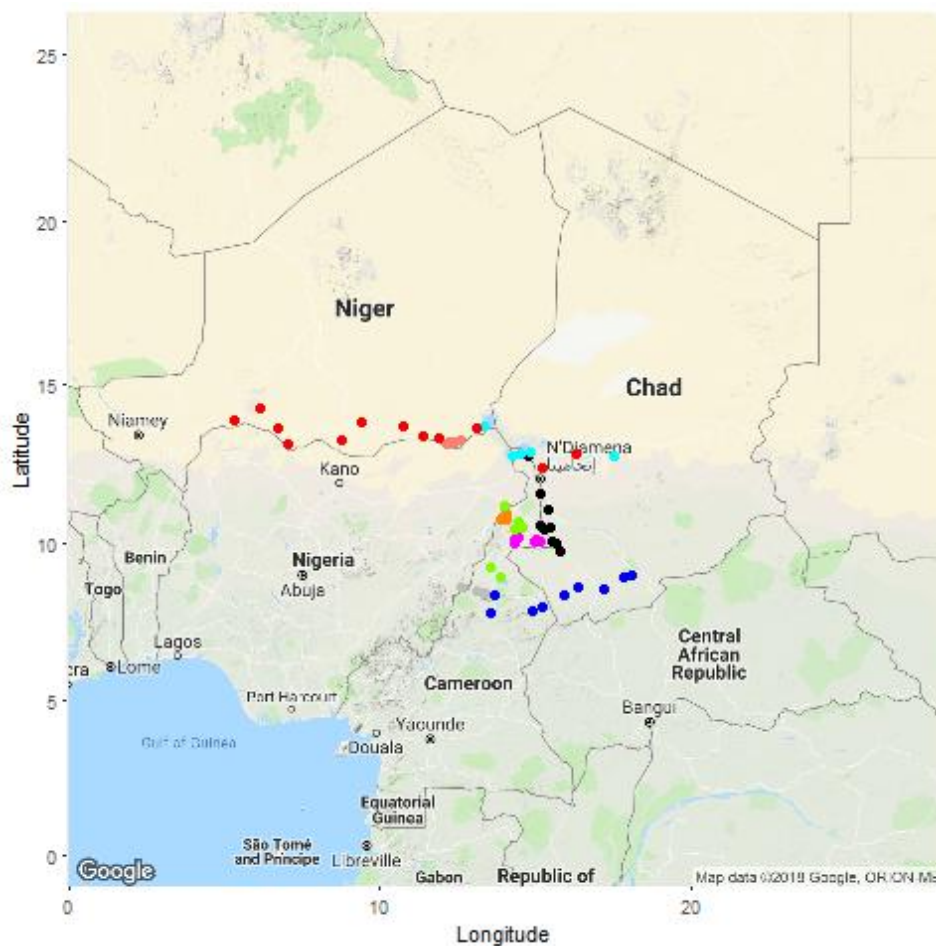 25
20
Niger
15
Chad
Niamey
N'Djamena
إنجامينا
Kano
Latitude
10
Benin
Nigeria
Togo
Abuja
Central
African
Republic
Lagos
Lome
cra
Cameroon
5
Port Harcourt
Bangui
Yaounde
Gulf of Guinea
Douala
Equatorial
Guinea
São Tomé
and Príncipe
0
Libreville
Google
Gabon
Republic of
Map data ©2018 Google, ORION-ME
0
10
20
Longitude